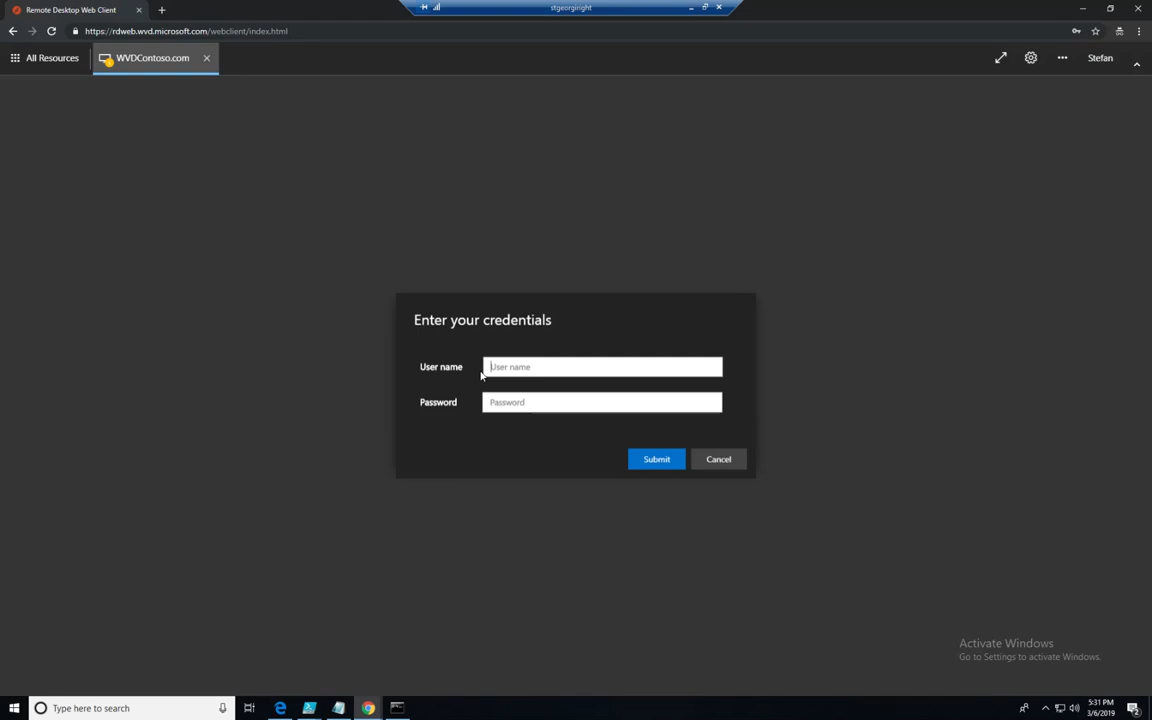 Remote Desktop Web Client
stgeorgiright
https://rdweb.wvd.microsoft.com/webclient/index.html
All Resources
WVDContoso.com
Stefan
Enter your credentials
User name
User name
Password
Password
Submit
Cancel
Activate Windows
Go to Settings to activate Windows.
Type here to search
5:31 PM
3/6/2019
2